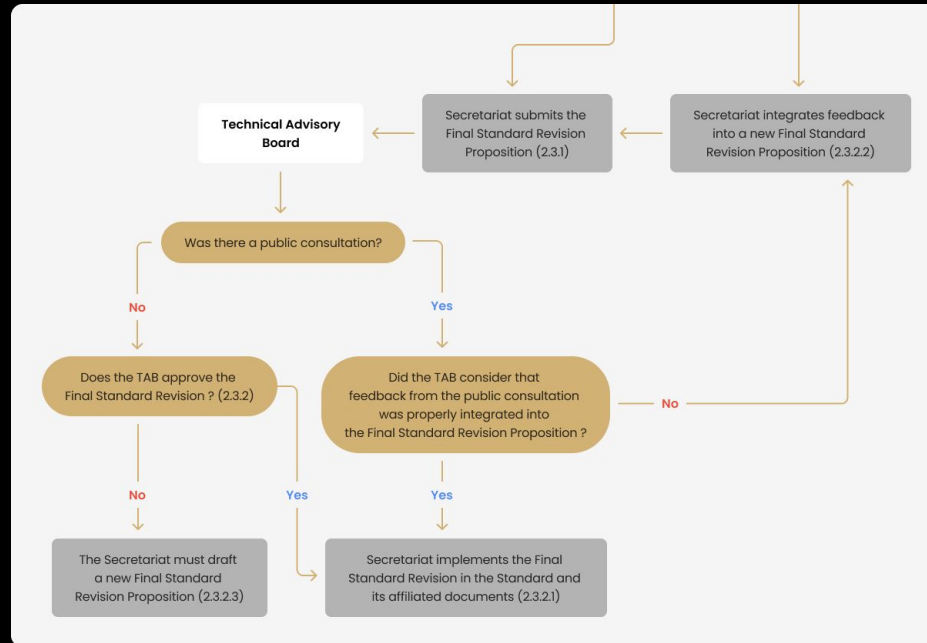 Technical Advisory
Board
Secretariat submits the
Final Standard Revision
Proposition (2.3.1)
Secretariat integrates feedback
into a new Final Standard
Revision Proposition (2.3.2.2)
Was there a public consultation?
No
Yes
Does the TAB approve the
Final Standard Revision ? (2.3.2)
Did the TAB consider that
feedback from the public consultation
was properly integrated into
the Final Standard Revision Proposition ?
No
No
Yes
Yes
The Secretariat must draft
a new Final Standard
Revision Proposition (2.3.2.3)
Secretariat implements the Final
Standard Revision in the Standard and
its affiliated documents (2.3.2.1)